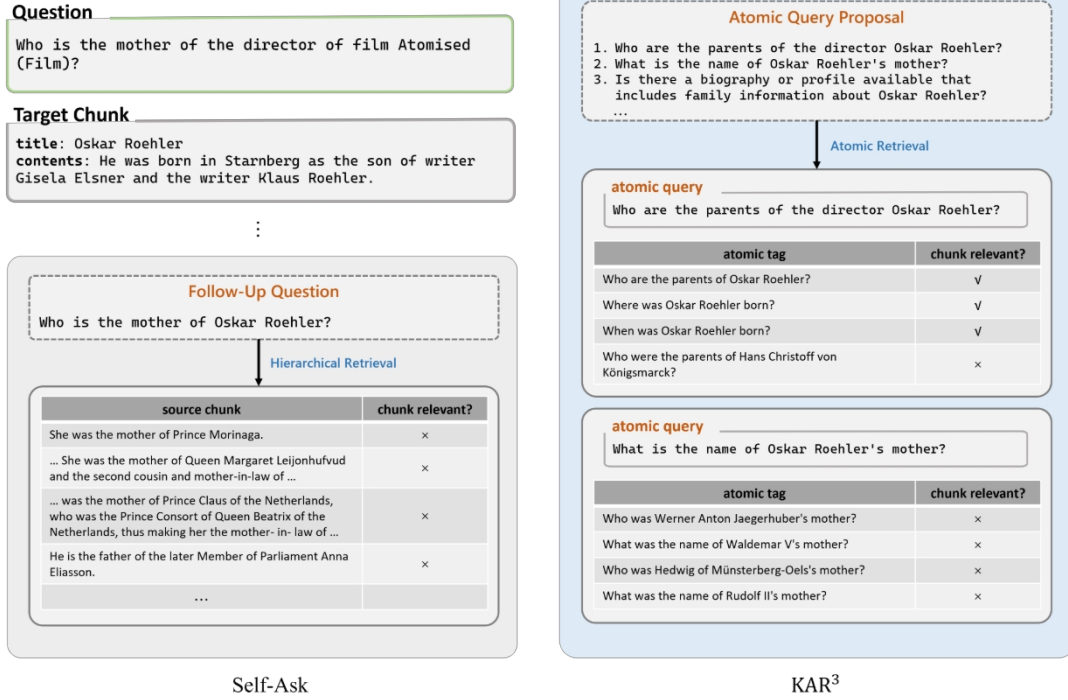 Question
Who is the mother of the director of film Atomised
(Film)?
Target Chunk
title: Oskar Roehler
contents: He was born in Starnberg as the son of writer
Gisela Elsner and the writer Klaus Roehler.
⋮
Follow-Up Question
Who is the mother of Oskar Roehler?
Hierarchical Retrieval
source chunk chunk relevant?
She was the mother of Prince Morinaga. ×
... She was the mother of Queen Margaret Leijonhufvud
and the second cousin and mother-in-law of ... ×
... was the mother of Prince Claus of the Netherlands,
who was the Prince Consort of Queen Beatrix of the
Netherlands, thus making her the mother- in- law of ... ×
He is the father of the later Member of Parliament Anna
Eliasson. ×
...
Self-Ask
Atomic Query Proposal
1. Who are the parents of the director Oskar Roehler?
2. What is the name of Oskar Roehler's mother?
3. Is there a biography or profile available that
includes family information about Oskar Roehler?
...
Atomic Retrieval
atomic query
Who are the parents of the director Oskar Roehler?
atomic tag chunk relevant?
Who are the parents of Oskar Roehler? √
Where was Oskar Roehler born? √
When was Oskar Roehler born? √
Who were the parents of Hans Christoff von
Königsmarck? ×
atomic query
What is the name of Oskar Roehler's mother?
atomic tag chunk relevant?
Who was Werner Anton Jaegerhuber's mother? ×
What was the name of Waldemar V's mother? ×
Who was Hedwig of Münsterberg-Oels's mother? ×
What was the name of Rudolf II's mother? ×
KAR³